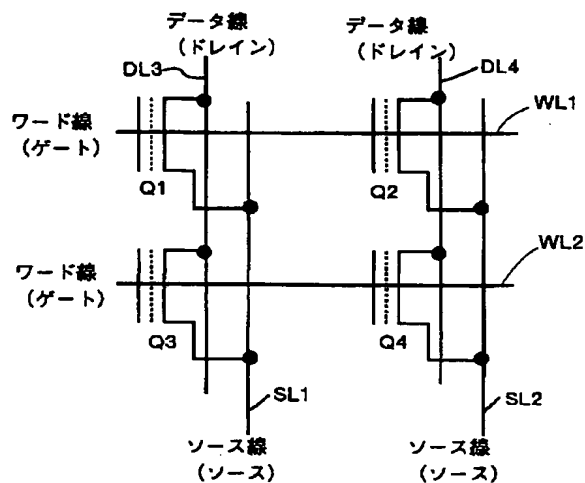 データ線
（ドレイン）
データ線
（ドレイン）
DL3
DL4
WL1
ワード線
（ゲート）
Q1
Q2
WL2
ワード線
（ゲート）
Q3
Q4
SL1
SL2
ソース線
（ソース）
ソース線
（ソース）